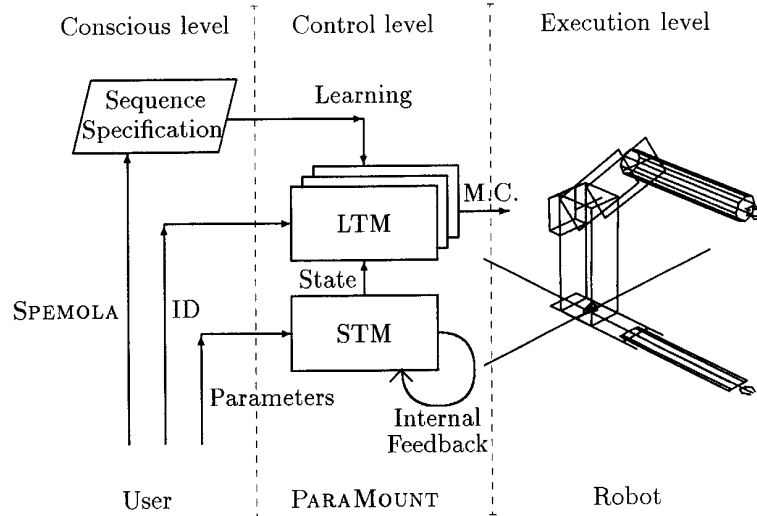 Conscious level
Control level
Execution level
Sequence
Specification
Learning
M.C.
LTM
State
SPEMOLA
ID
STM
Parameters
Internal
Feedback
User
PARAMOUNT
Robot